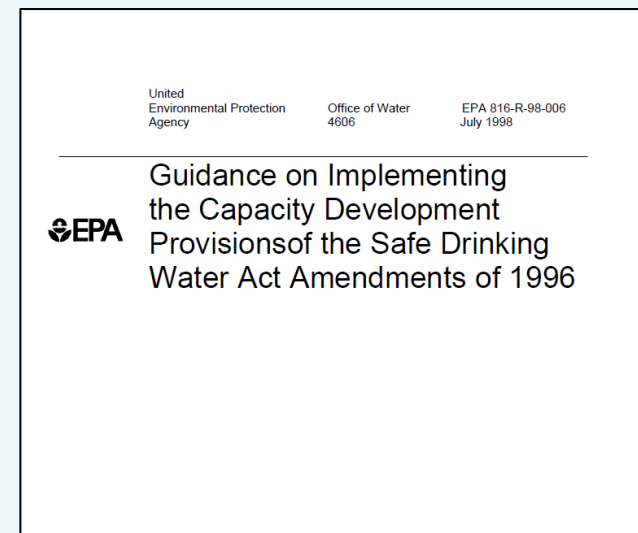 United
Environmental Protection
Agency
Office of Water
4606
EPA 816-R-98-006
July 1998
EPA
Guidance on Implementing
the Capacity Development
Provisionsof the Safe Drinking
Water Act Amendments of 1996